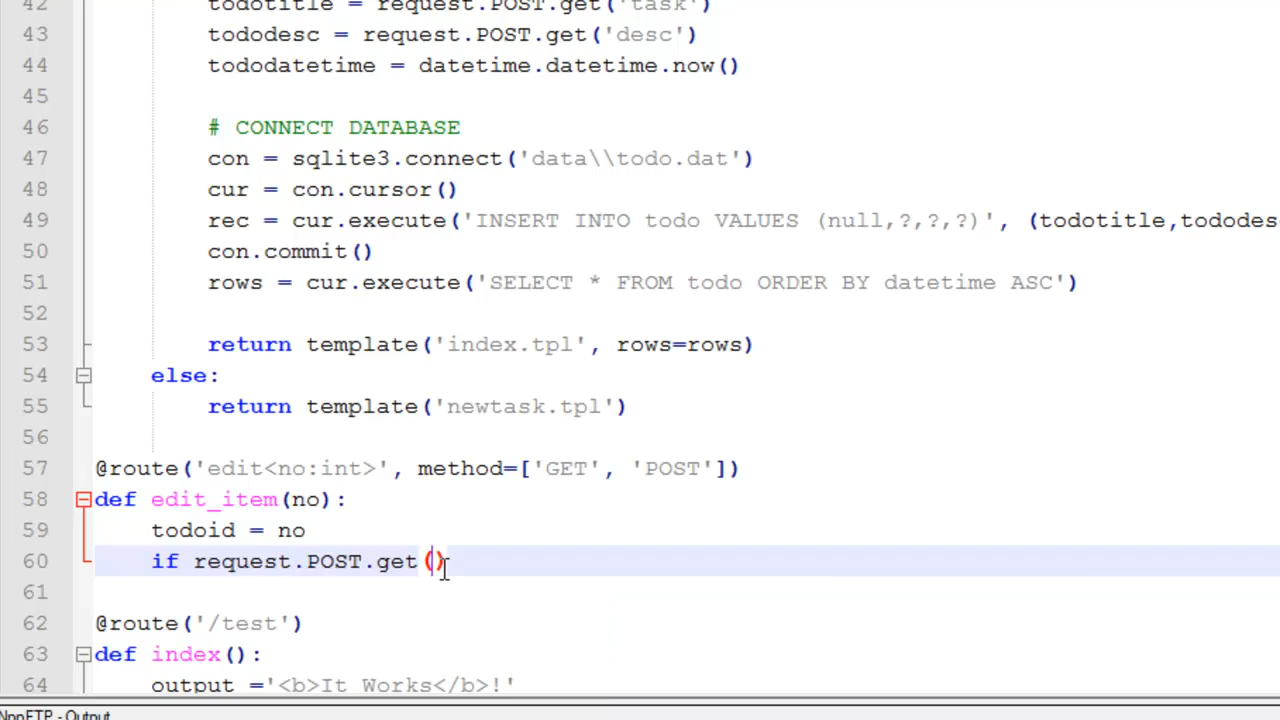 42 todotitle = request.POST.get('task')
43 tododesc = request.POST.get('desc')
44 tododatetime = datetime.datetime.now()
45
46 # CONNECT DATABASE
47 con = sqlite3.connect('data\\todo.dat')
48 cur = con.cursor()
49 rec = cur.execute('INSERT INTO todo VALUES (null,?,?,?)', (todotitle,tododes
50 con.commit()
51 rows = cur.execute('SELECT * FROM todo ORDER BY datetime ASC')
52
53 return template('index.tpl', rows=rows)
54 else:
55 return template('newtask.tpl')
56
57 @route('edit<no:int>', method=['GET', 'POST'])
58 def edit_item(no):
59 todoid = no
60 if request.POST.get()
61
62 @route('/test')
63 def index():
64 output ='<b>It Works</b>!'
NppFTP - Output